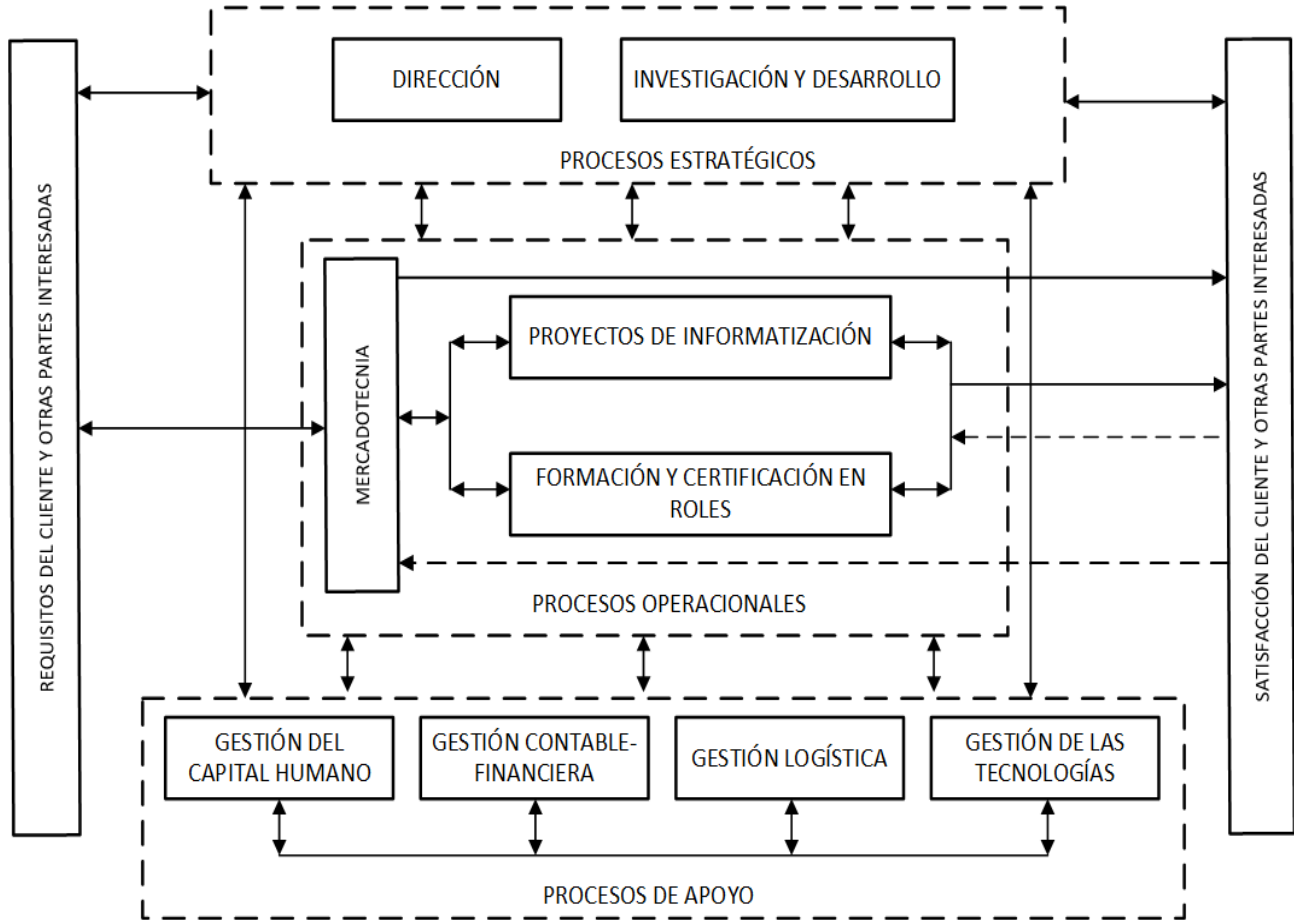 REQUISITOS DEL CLIENTE Y OTRAS PARTES INTERESADAS
DIRECCIÓN
INVESTIGACIÓN Y DESARROLLO
PROCESOS ESTRATÉGICOS
MERCADOTECNIA
PROYECTOS DE INFORMATIZACIÓN
FORMACIÓN Y CERTIFICACIÓN EN
ROLES
PROCESOS OPERACIONALES
GESTIÓN DEL
CAPITAL HUMANO
GESTIÓN CONTABLE-
FINANCIERA
GESTIÓN LOGÍSTICA
GESTIÓN DE LAS
TECNOLOGÍAS
PROCESOS DE APOYO
SATISFACCIÓN DEL CLIENTE Y OTRAS PARTES INTERESADAS